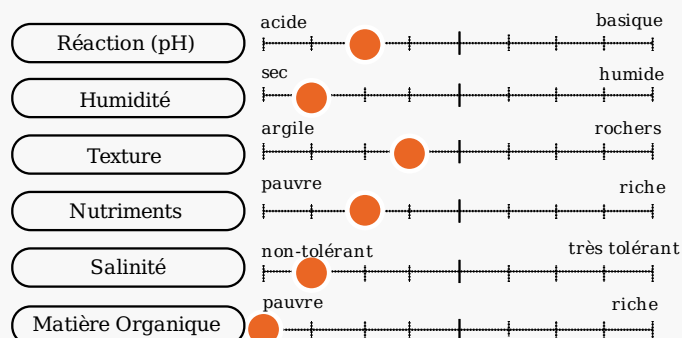 acide
basique
Réaction (pH)
sec
humide
Humidité
argile
rochers
Texture
pauvre
riche
Nutriments
non-tolérant
très tolérant
Salinité
pauvre
riche
Matière Organique